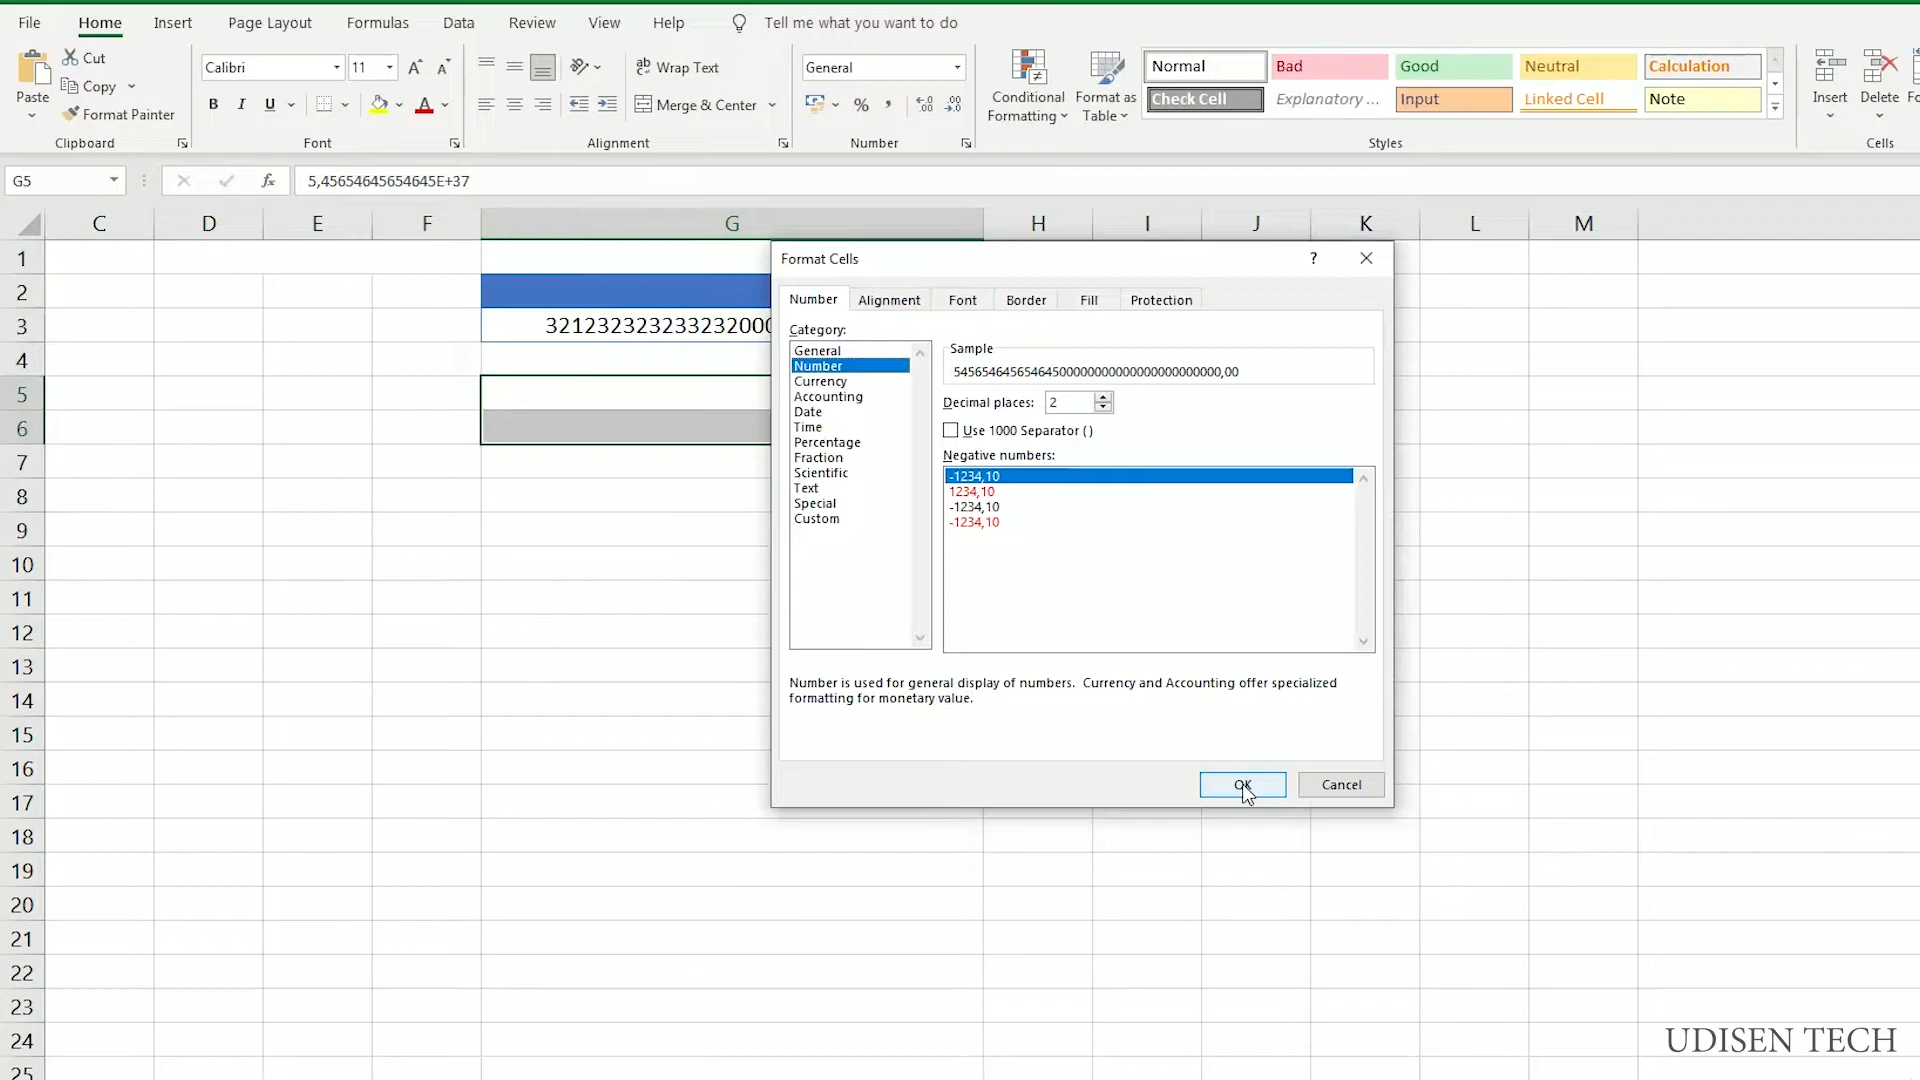 File Home Insert Page Layout Formulas Data Review View Help Tell me what you want to do
Paste
Cut
Copy
Format Painter
Clipboard
Calibri 11
B I U
Font
Wrap Text
Merge & Center
Alignment
General
%
Number
Conditional Formatting
Format as Table
Normal Bad Good Neutral Calculation
Check Cell Explanatory ... Input Linked Cell Note
Styles
Insert Delete
Cells
G5 fx 5,45654645654645E+37
C D E F G H I J K L M
1
2
3 32123232323323200
4
5
6
7
8
9
10
11
12
13
14
15
16
17
18
19
20
21
22
23
24
25
Format Cells ?
Number Alignment Font Border Fill Protection
Category:
General
Number
Currency
Accounting
Date
Time
Percentage
Fraction
Scientific
Text
Special
Custom
Sample
Decimal places: 2
Use 1000 Separator ( )
Negative numbers:
-1234,10
1234,10
-1234,10
-1234,10
Number is used for general display of numbers. Currency and Accounting offer specialized
formatting for monetary value.
OK Cancel
UDISEN TECH